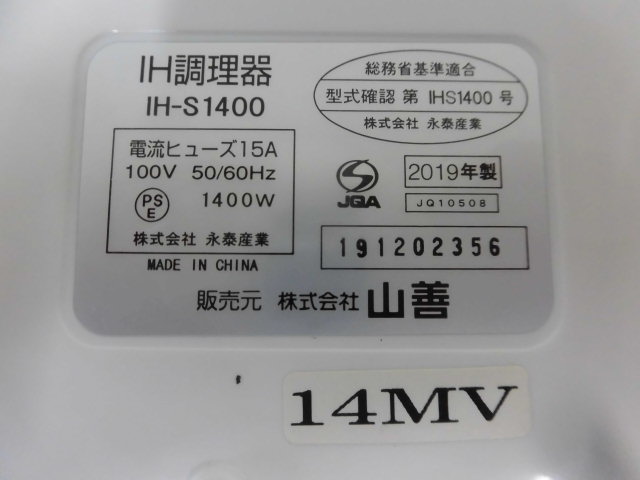 IH調理器
IH-S1400
総務省基準適合
型式確認 第 IHS1400 号
株式会社 永泰産業
電流ヒューズ15A
100V 50/60Hz
PS
E
1400W
株式会社 永泰産業
MADE IN CHINA
JQA
2019年製
JQ10508
191202356
販売元 株式会社 山善
14MV